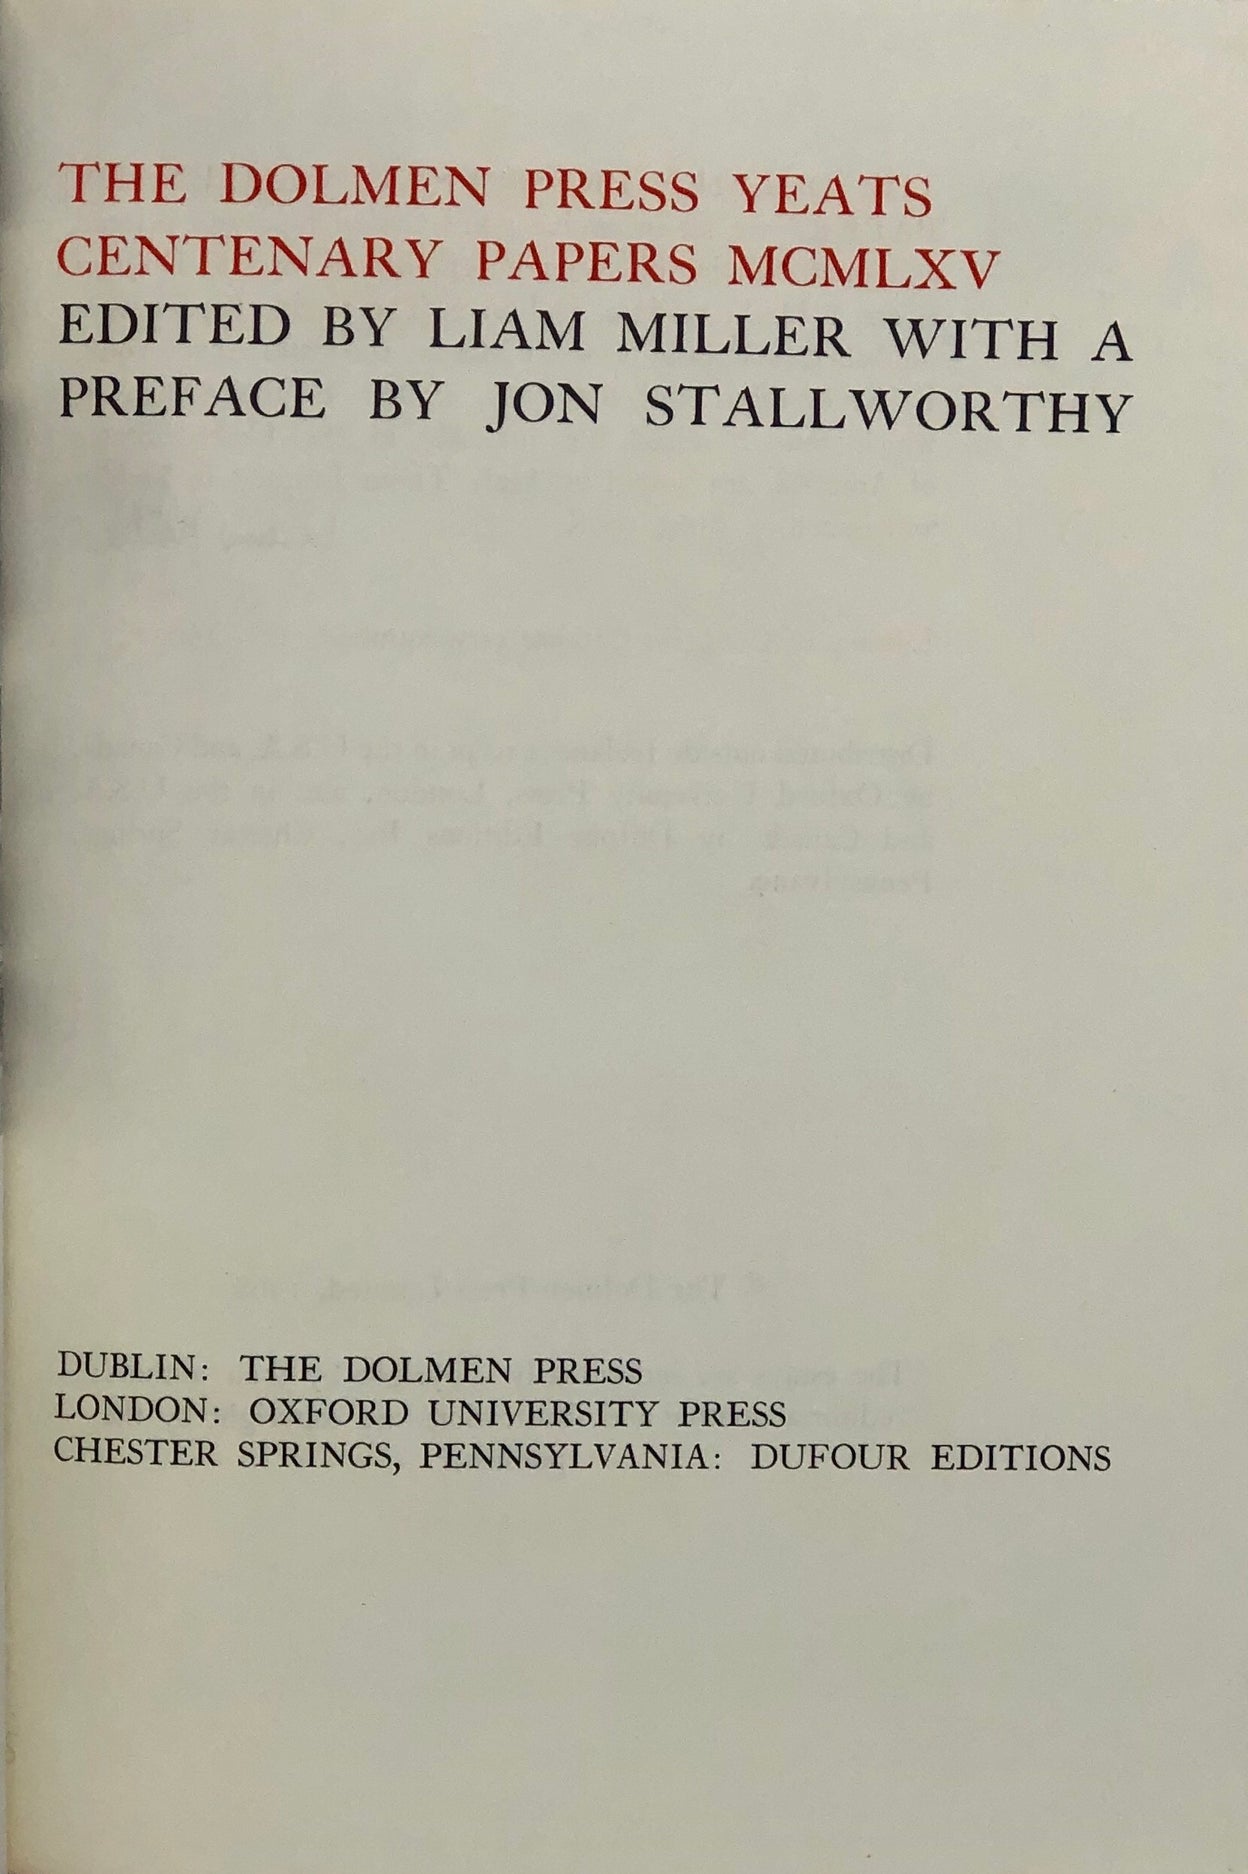 THE DOLMEN PRESS YEATS
CENTENARY PAPERS MCMLXV
EDITED BY LIAM MILLER WITH A
PREFACE BY JON STALLWORTHY
DUBLIN: THE DOLMEN PRESS
LONDON: OXFORD UNIVERSITY PRESS
CHESTER SPRINGS, PENNSYLVANIA: DUFOUR EDITIONS